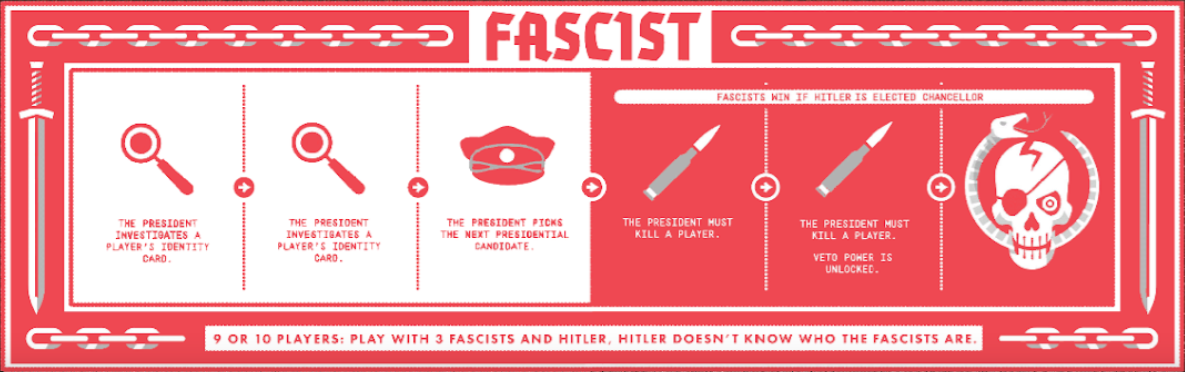 FASCIST
FASCISTS WIN IF HITLER IS ELECTED CHANCELLOR
THE PRESIDENT
INVESTIGATES A
PLAYER'S IDENTITY
CARD.
THE PRESIDENT
INVESTIGATES A
PLAYER'S IDENTITY
CARD.
THE PRESIDENT PICKS
THE NEXT PRESIDENTIAL
CANDIDATE.
THE PRESIDENT MUST
KILL A PLAYER.
THE PRESIDENT MUST
KILL A PLAYER.
VETO POWER IS
UNLOCKED.
9 OR 10 PLAYERS: PLAY WITH 3 FASCISTS AND HITLER, HITLER DOESN'T KNOW WHO THE FASCISTS ARE.